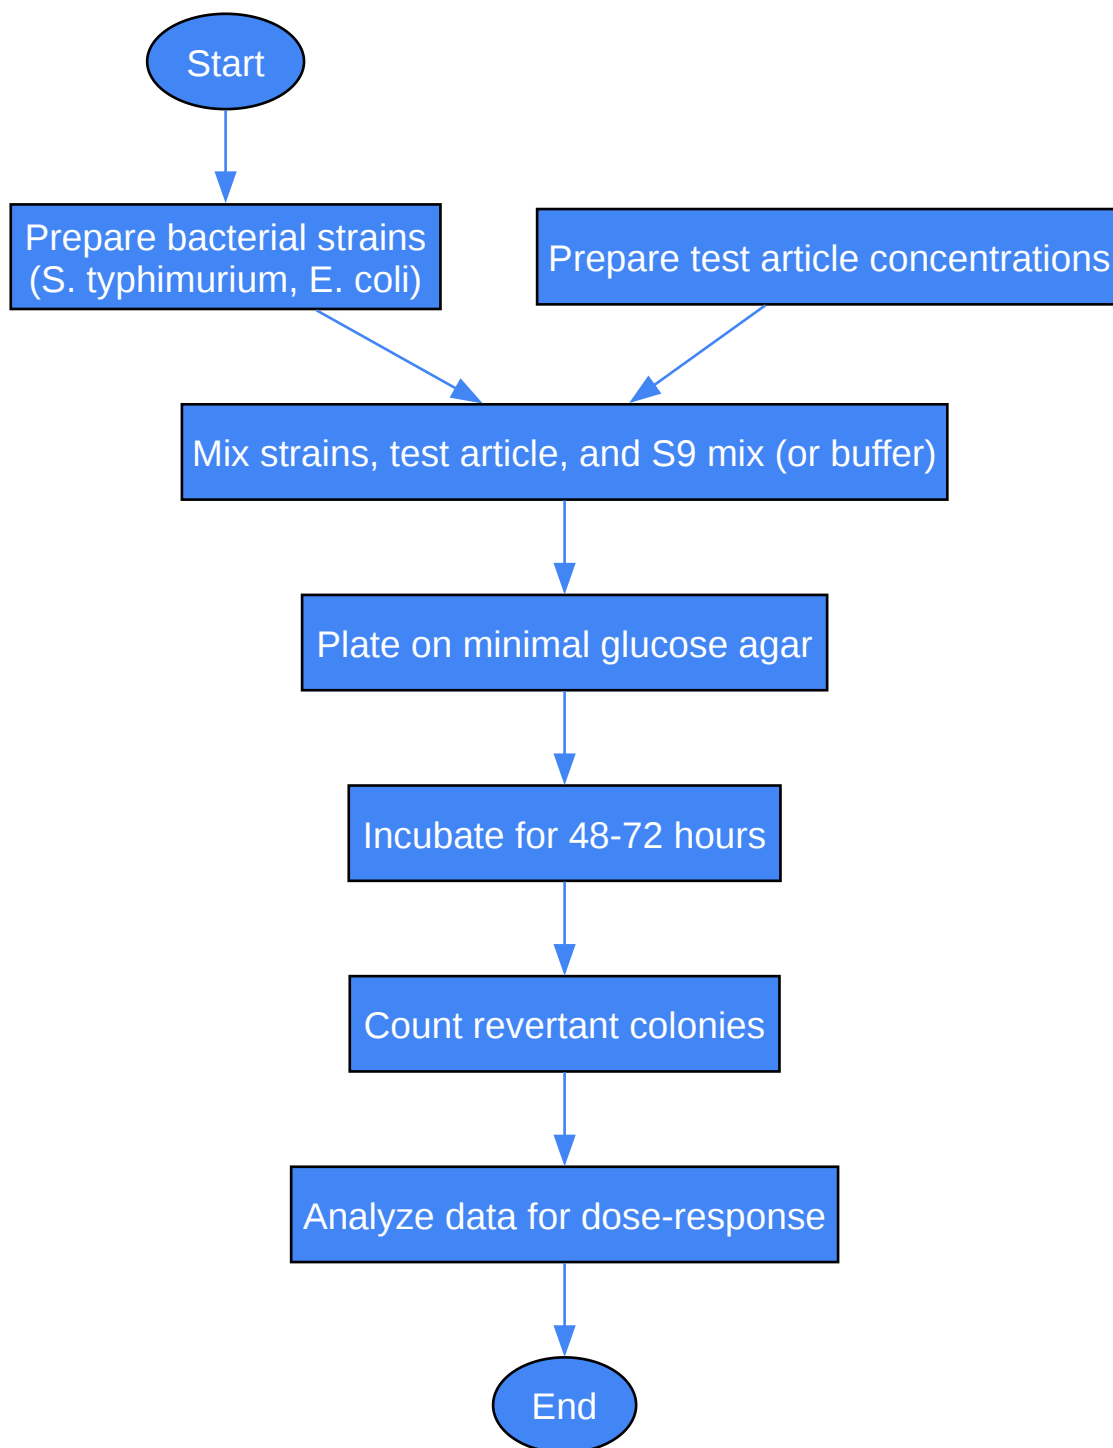 Start
Prepare bacterial strains
(S. typhimurium, E. coli)
Prepare test article concentrations
Mix strains, test article, and S9 mix (or buffer)
Plate on minimal glucose agar
Incubate for 48-72 hours
Count revertant colonies
Analyze data for dose-response
End